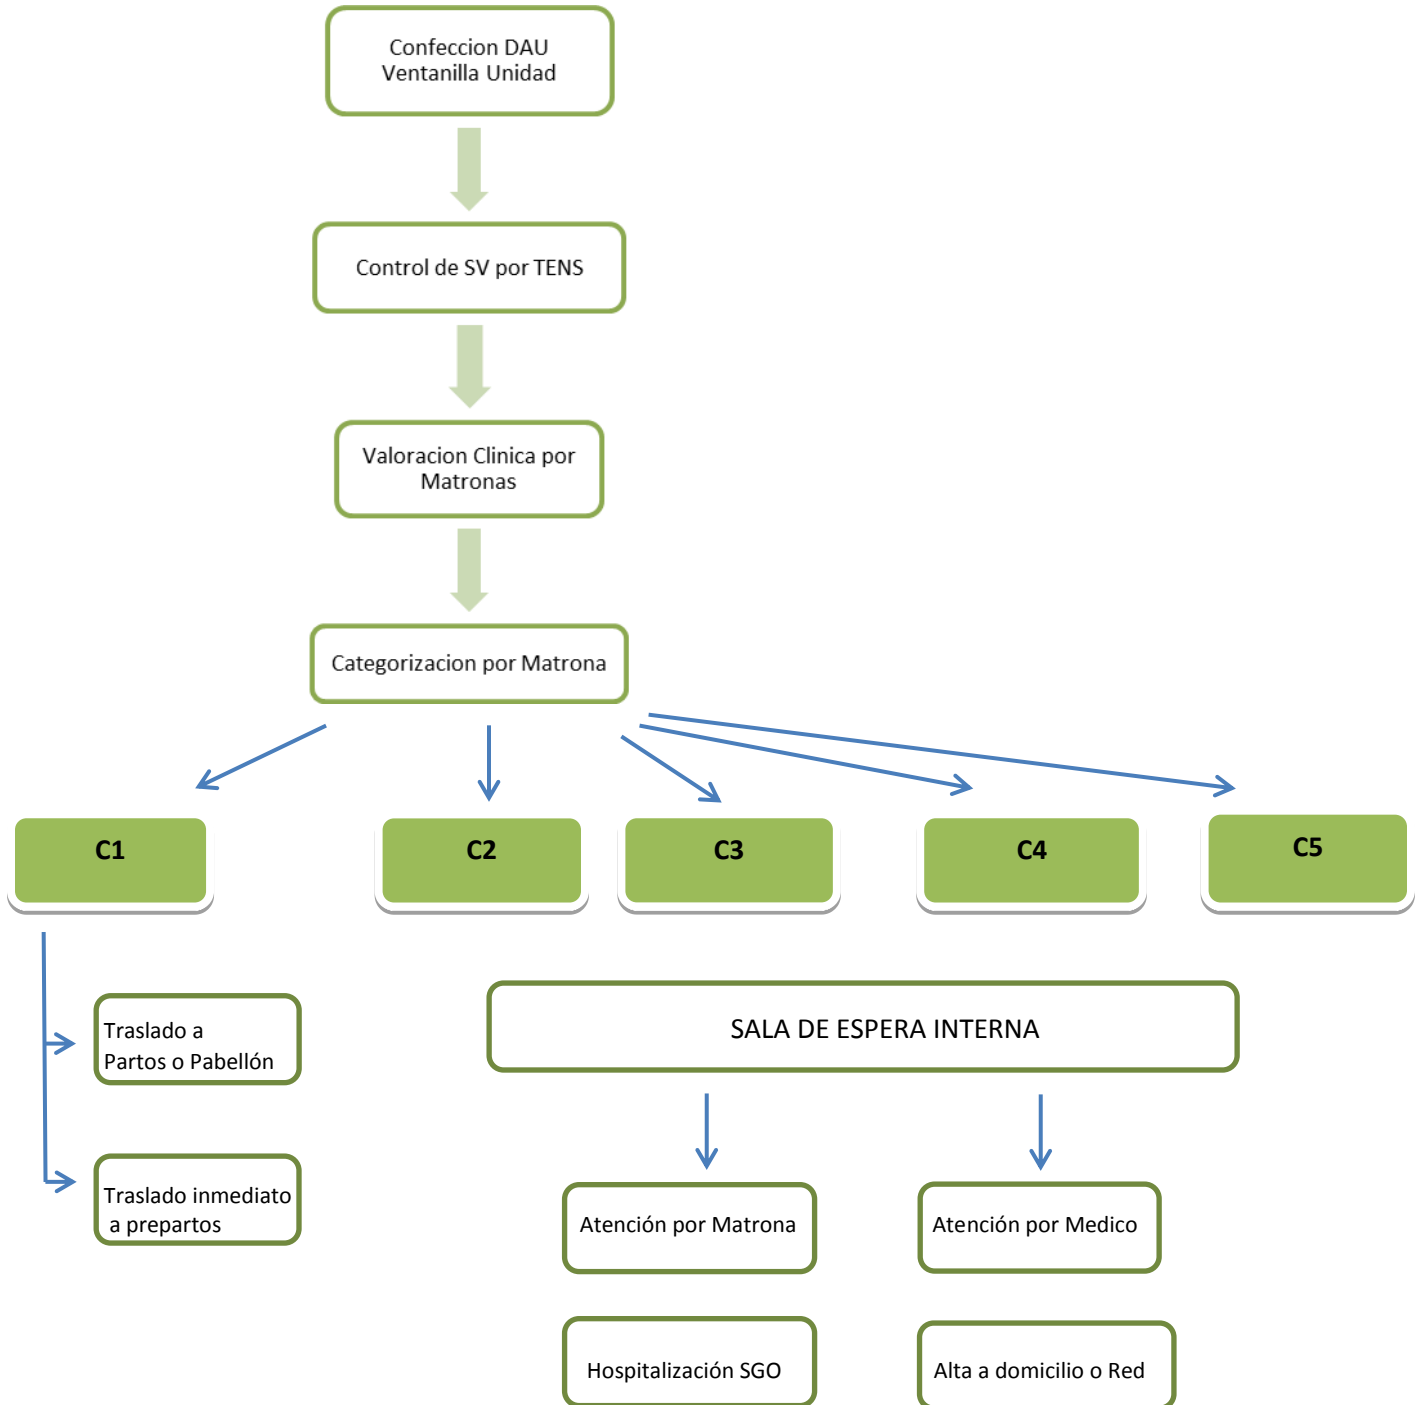 Confeccion DAU
Ventanilla Unidad
Control de SV por TENS
Valoracion Clinica por
Matronas
Categorizacion por Matrona
C1
C2
C3
C4
C5
Traslado a
Partos o Pabellón
Traslado inmediato
a prepartos
SALA DE ESPERA INTERNA
Atención por Matrona
Atención por Medico
Hospitalización SGO
Alta a domicilio o Red